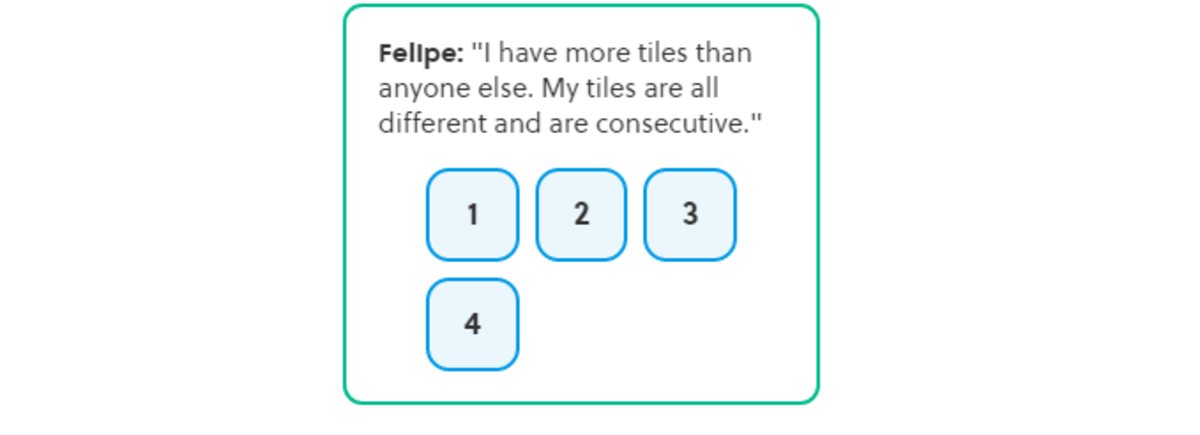 Felipe: "I have more tiles than
anyone else. My tiles are all
different and are consecutive."
1 2 3
4